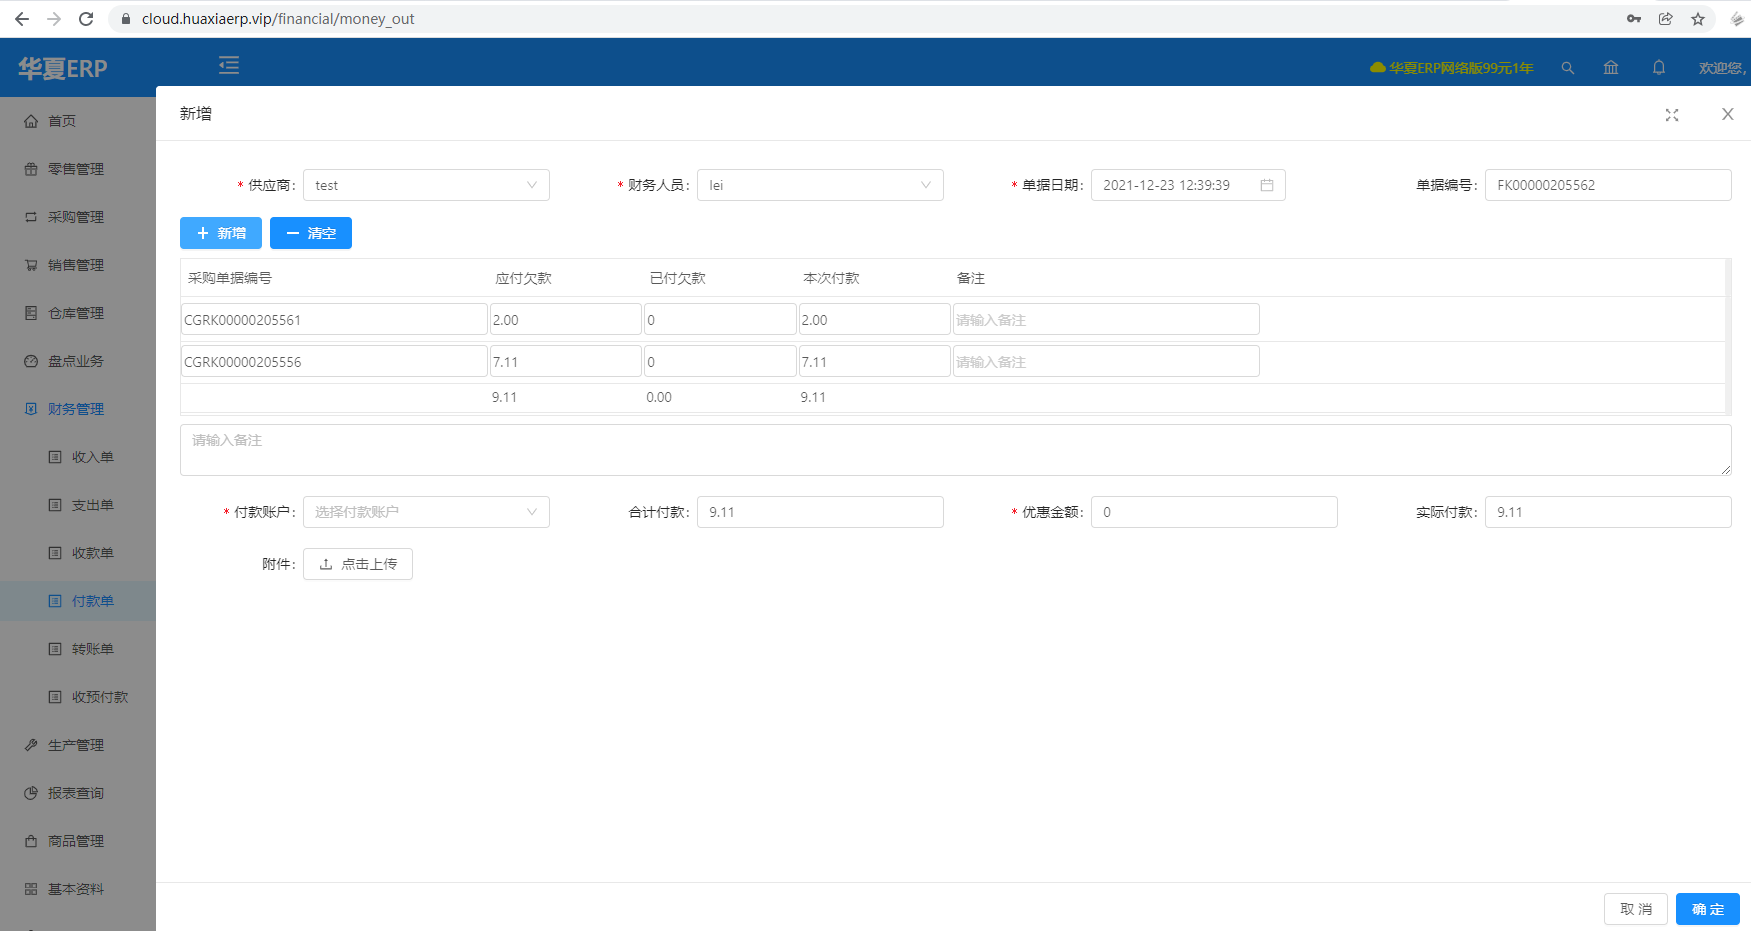 cloud.huaxiaerp.vip/financial/money_out
华夏ERP
华夏ERP网络版99元1年
欢迎您,
首页
零售管理
采购管理
销售管理
仓库管理
盘点业务
财务管理
收入单
支出单
收款单
付款单
转账单
收预付款
生产管理
报表查询
商品管理
基本资料
新增
* 供应商: test
* 财务人员: lei
* 单据日期: 2021-12-23 12:39:39
单据编号: FK00000205562
+ 新增
— 清空
采购单据编号 应付欠款 已付欠款 本次付款 备注
CGRK00000205561 2.00 0 2.00 请输入备注
CGRK00000205556 7.11 0 7.11 请输入备注
9.11 0.00 9.11
请输入备注
* 付款账户: 选择付款账户
合计付款: 9.11
* 优惠金额: 0
实际付款: 9.11
附件: 点击上传
取 消
确 定